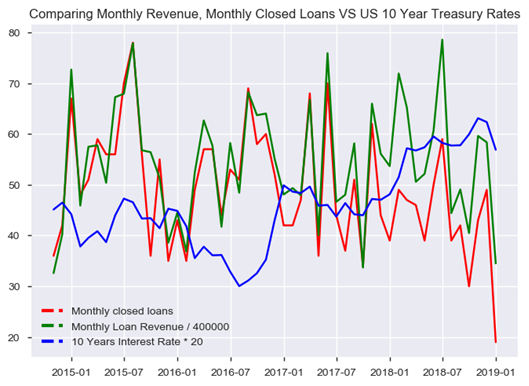 Comparing Monthly Revenue, Monthly Closed Loans VS US 10 Year Treasury Rates
80
70
60
50
40
30
20
Monthly closed loans
Monthly Loan Revenue / 400000
10 Years Interest Rate * 20
2015-01 2015-07 2016-01 2016-07 2017-01 2017-07 2018-01 2018-07 2019-01